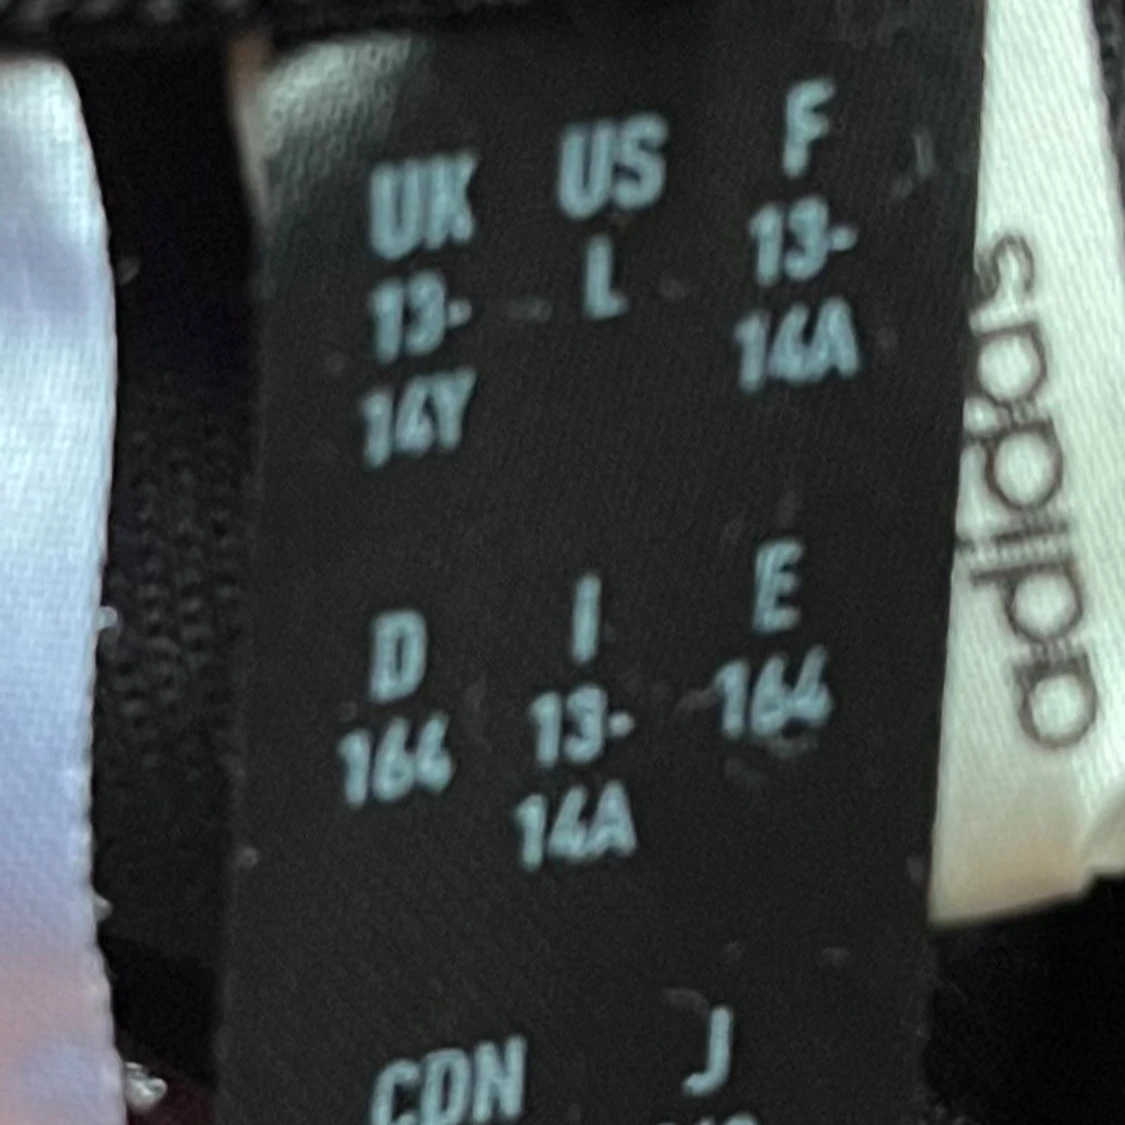 UK US F
13- L 13-
14Y 14A
D I E
164 13- 164
14A
CDN J
adidas